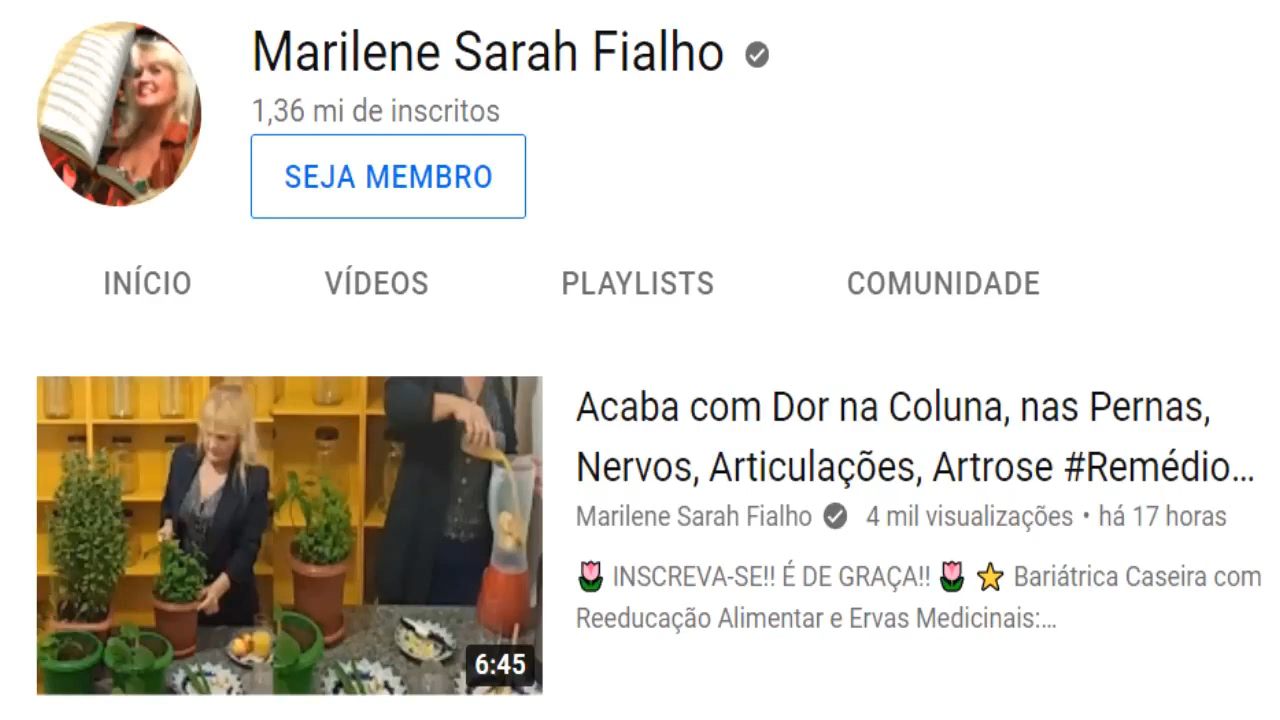 Marilene Sarah Fialho
1,36 mi de inscritos
SEJA MEMBRO
INÍCIO VÍDEOS PLAYLISTS COMUNIDADE
Acaba com Dor na Coluna, nas Pernas,
Nervos, Articulações, Artrose #Remédio...
Marilene Sarah Fialho 4 mil visualizações • há 17 horas
🌷 INSCREVA-SE!! É DE GRAÇA!! 🌷 ⭐ Bariátrica Caseira com
Reeducação Alimentar e Ervas Medicinais:...
6:45